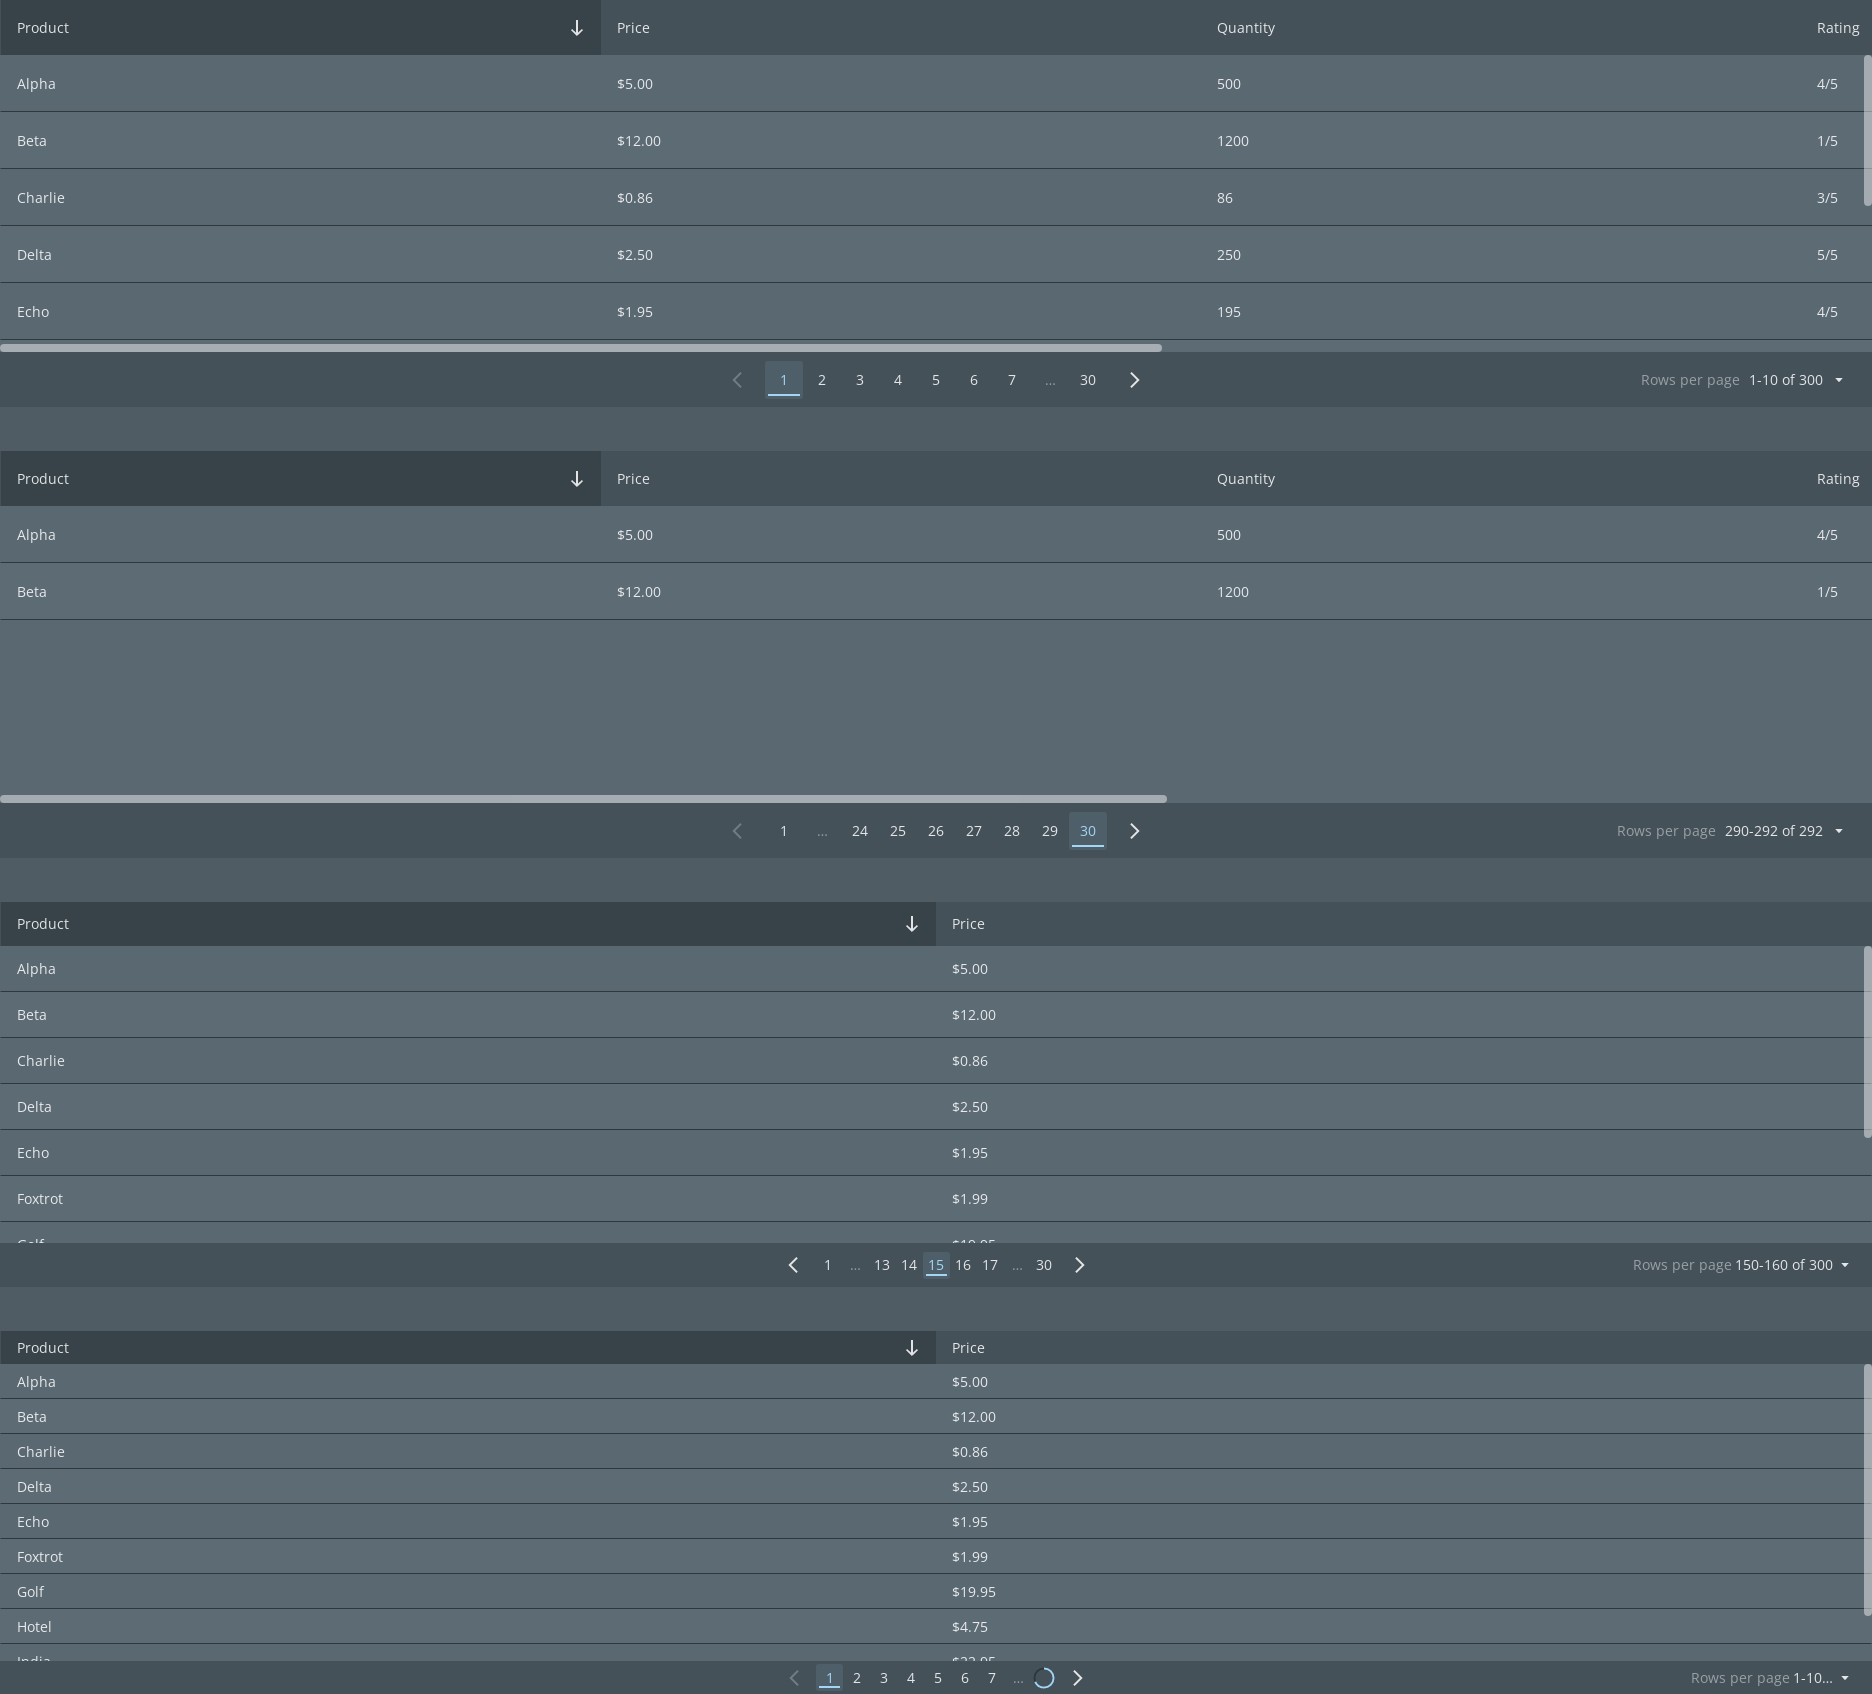 Product Price Quantity Rating
Alpha $5.00 500 4/5
Beta $12.00 1200 1/5
Charlie $0.86 86 3/5
Delta $2.50 250 5/5
Echo $1.95 195 4/5
1 2 3 4 5 6 7 ... 30 Rows per page 1-10 of 300
Product Price Quantity Rating
Alpha $5.00 500 4/5
Beta $12.00 1200 1/5
1 ... 24 25 26 27 28 29 30 Rows per page 290-292 of 292
Product Price
Alpha $5.00
Beta $12.00
Charlie $0.86
Delta $2.50
Echo $1.95
Foxtrot $1.99
Golf $19.95
1 ... 13 14 15 16 17 ... 30 Rows per page 150-160 of 300
Product Price
Alpha $5.00
Beta $12.00
Charlie $0.86
Delta $2.50
Echo $1.95
Foxtrot $1.99
Golf $19.95
Hotel $4.75
India
1 2 3 4 5 6 7 ... Rows per page 1-10...